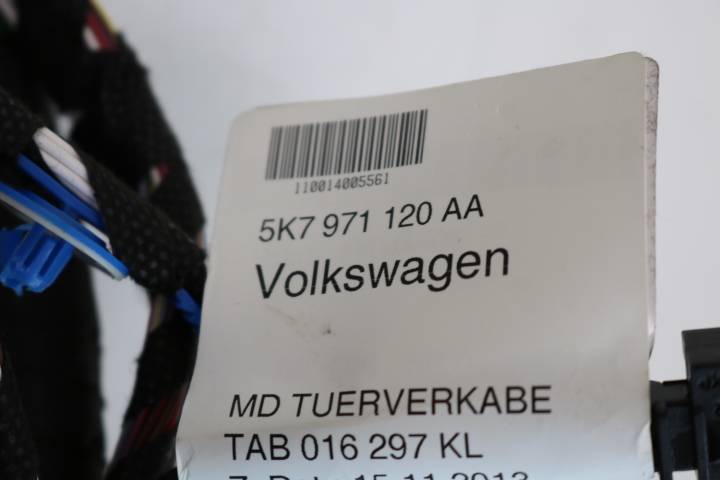 110014005561
5K7 971 120 AA
Volkswagen
MD TUERVERKABE
TAB 016 297 KL